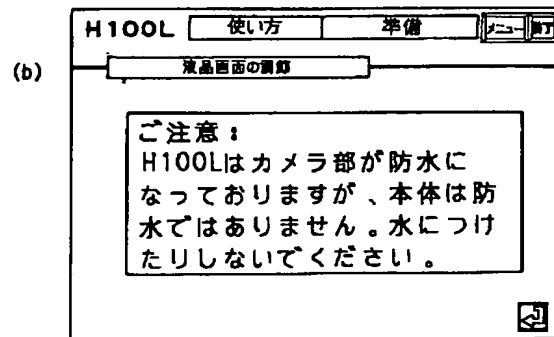 H100L 使い方 準備 メニュー 終了
(b)
液晶画面の調節
ご注意：
H100Lはカメラ部が防水に
なっておりますが、本体は防
水ではありません。水につけ
たりしないでください。